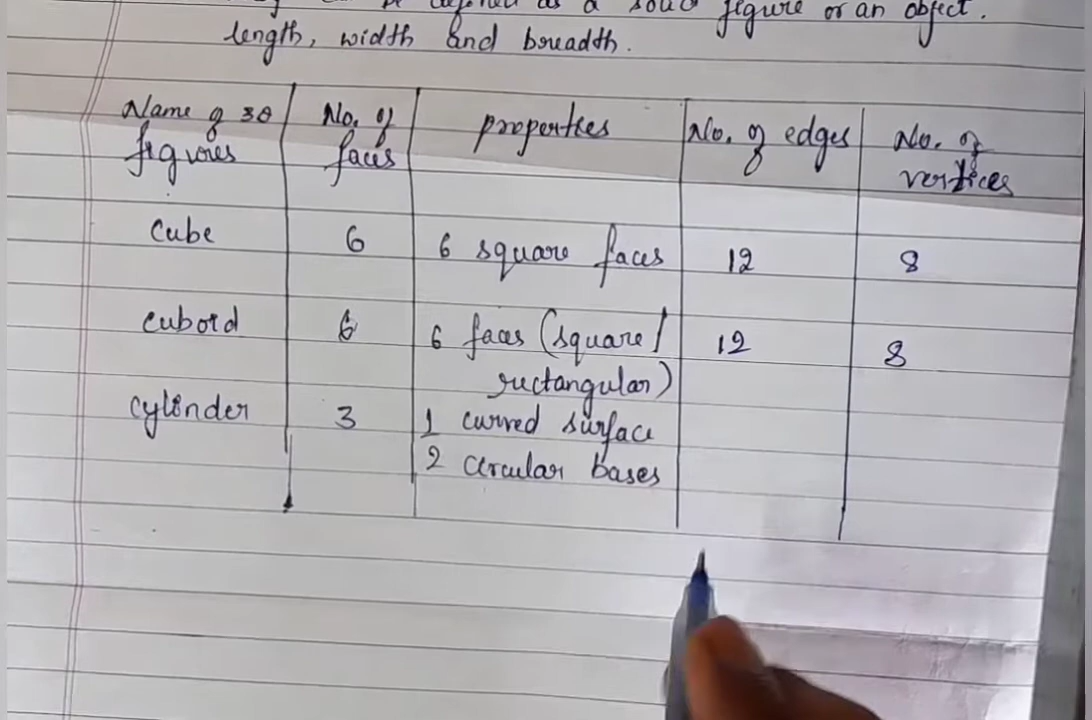 as a solid figure or an object.
length, width and breadth.
Name of 3D figures | No. of faces | properties | No. of edges | No. of vertices
cube | 6 | 6 square faces | 12 | 8
cuboid | 6 | 6 faces (square/ rectangular) | 12 | 8
cylinder | 3 | 1 curved surface
2 circular bases